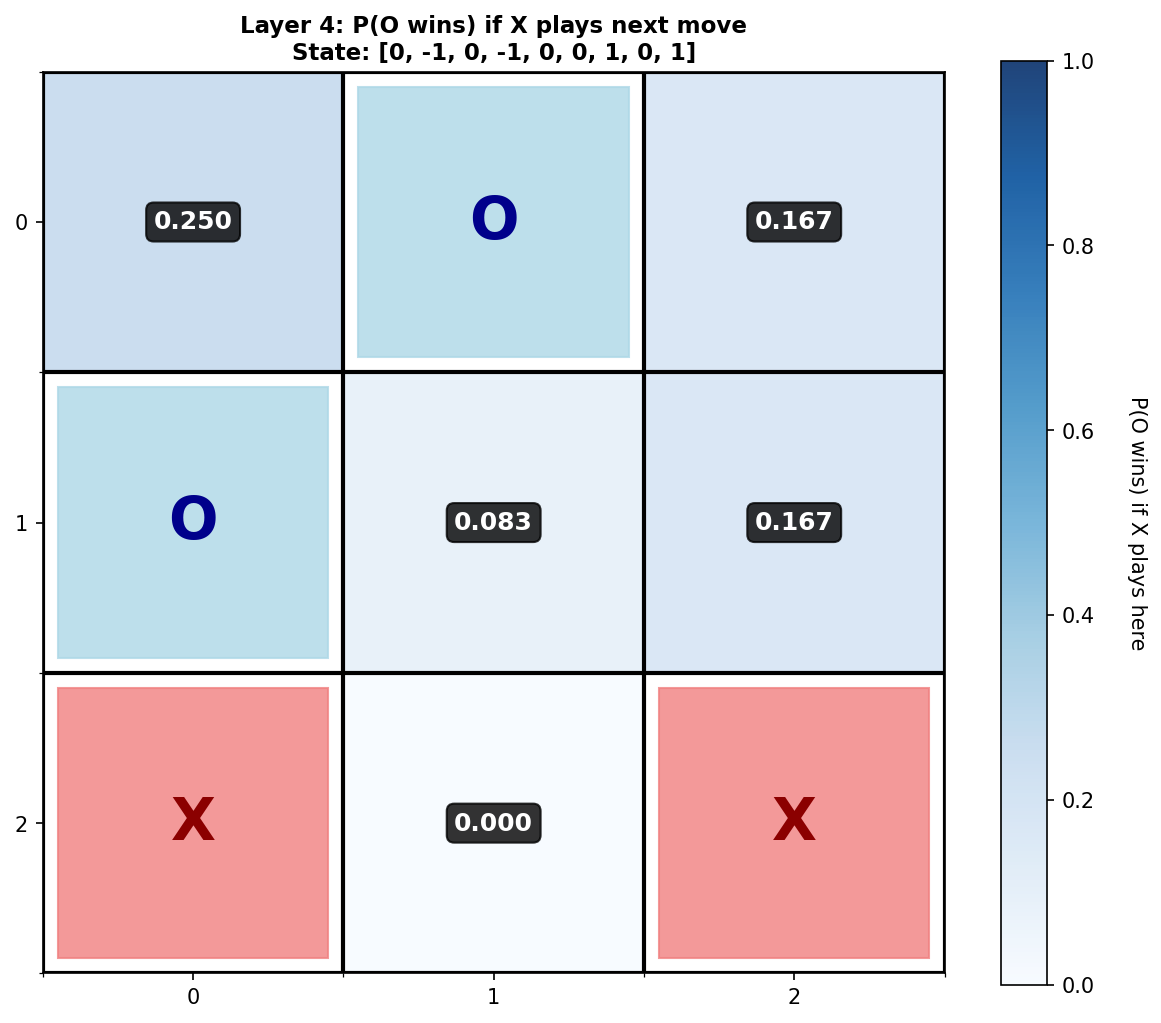 Layer 4: P(O wins) if X plays next move
State: [0, -1, 0, -1, 0, 0, 1, 0, 1]
0.250
O
0.167
O
0.083
0.167
X
0.000
X
0
1
2
0
1
2
1.0
0.8
0.6
0.4
0.2
0.0
P(O wins) if X plays here